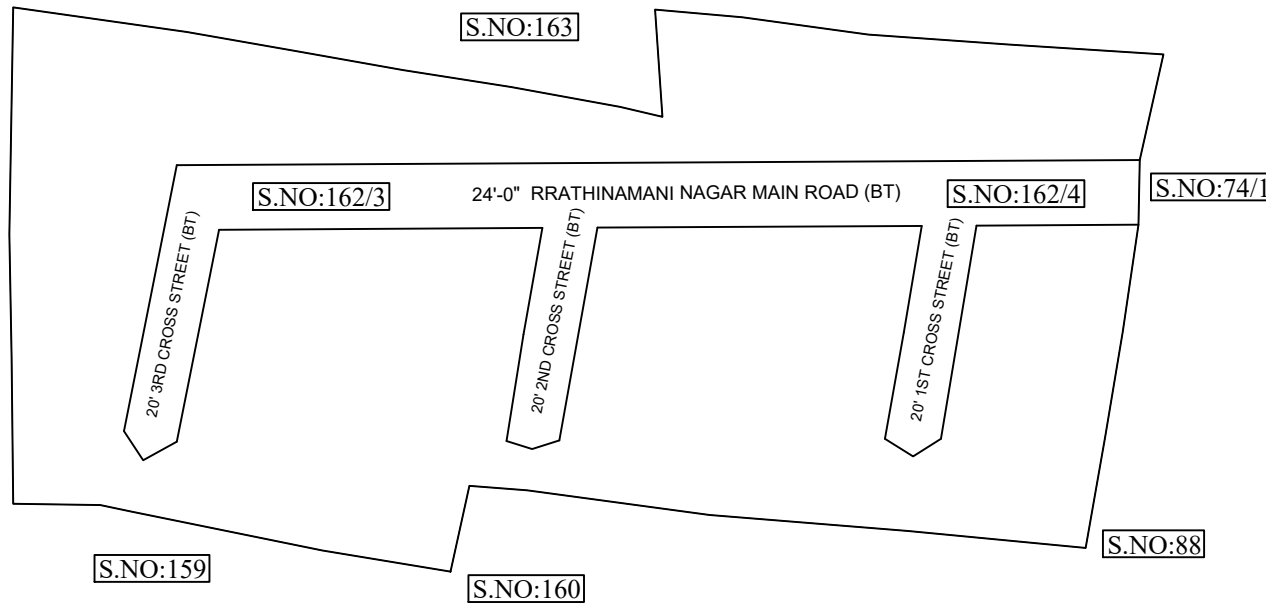 S.NO:163
S.NO:162/3
24'-0" RRATHINAMANI NAGAR MAIN ROAD (BT)
S.NO:162/4
S.NO:74/1
20' 3RD CROSS STREET (BT)
20' 2ND CROSS STREET (BT)
20' 1ST CROSS STREET (BT)
S.NO:88
S.NO:159
S.NO:160